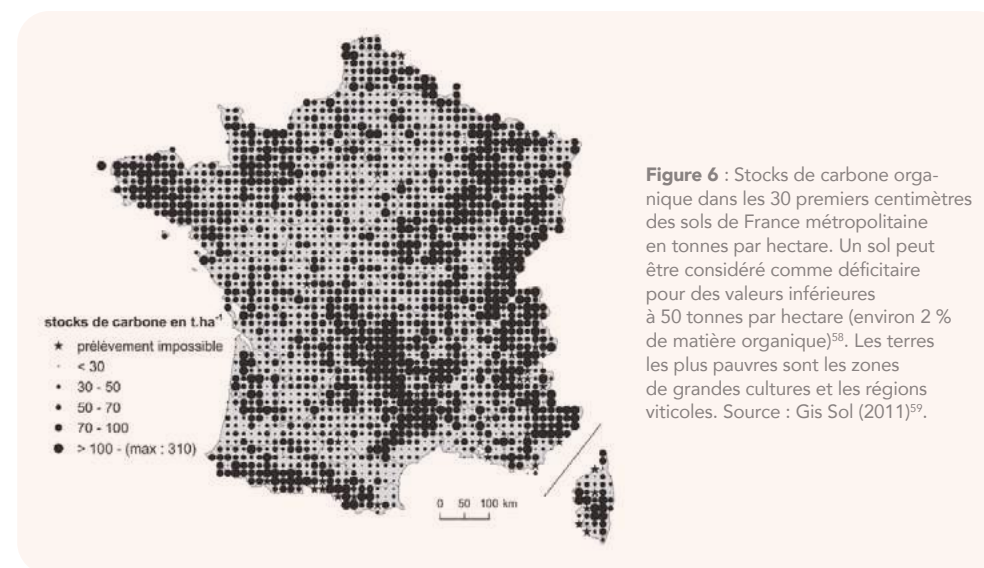 stocks de carbone en t.ha⁻¹
★ prélèvement impossible
< 30
30 - 50
50 - 70
70 - 100
> 100 - (max : 310)
0 50 100 km
Figure 6 : Stocks de carbone orga-
nique dans les 30 premiers centimètres
des sols de France métropolitaine
en tonnes par hectare. Un sol peut
être considéré comme déficitaire
pour des valeurs inférieures
à 50 tonnes par hectare (environ 2 %
de matière organique)⁵⁸. Les terres
les plus pauvres sont les zones
de grandes cultures et les régions
viticoles. Source : Gis Sol (2011)⁵⁹.